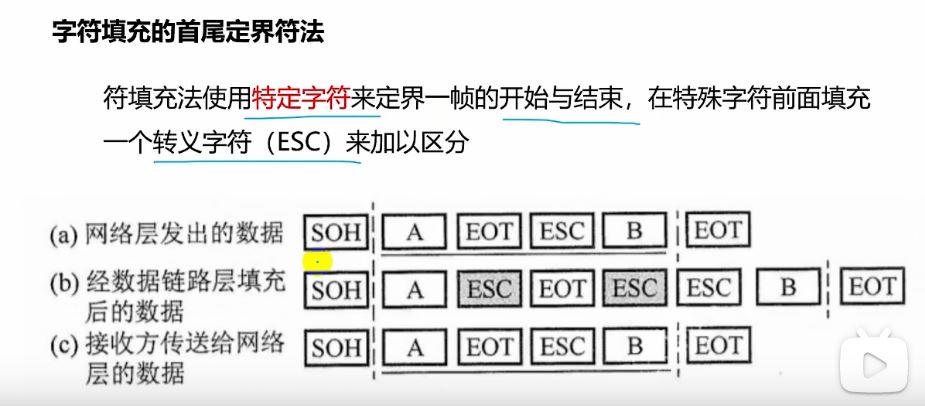 字符填充的首尾定界符法
符填充法使用特定字符来定界一帧的开始与结束，在特殊字符前面填充
一个转义字符（ESC）来加以区分
(a) 网络层发出的数据 SOH A EOT ESC B EOT
(b) 经数据链路层填充 SOH A ESC EOT ESC ESC B EOT
后的数据
(c) 接收方传送给网络 SOH A EOT ESC B EOT
层的数据